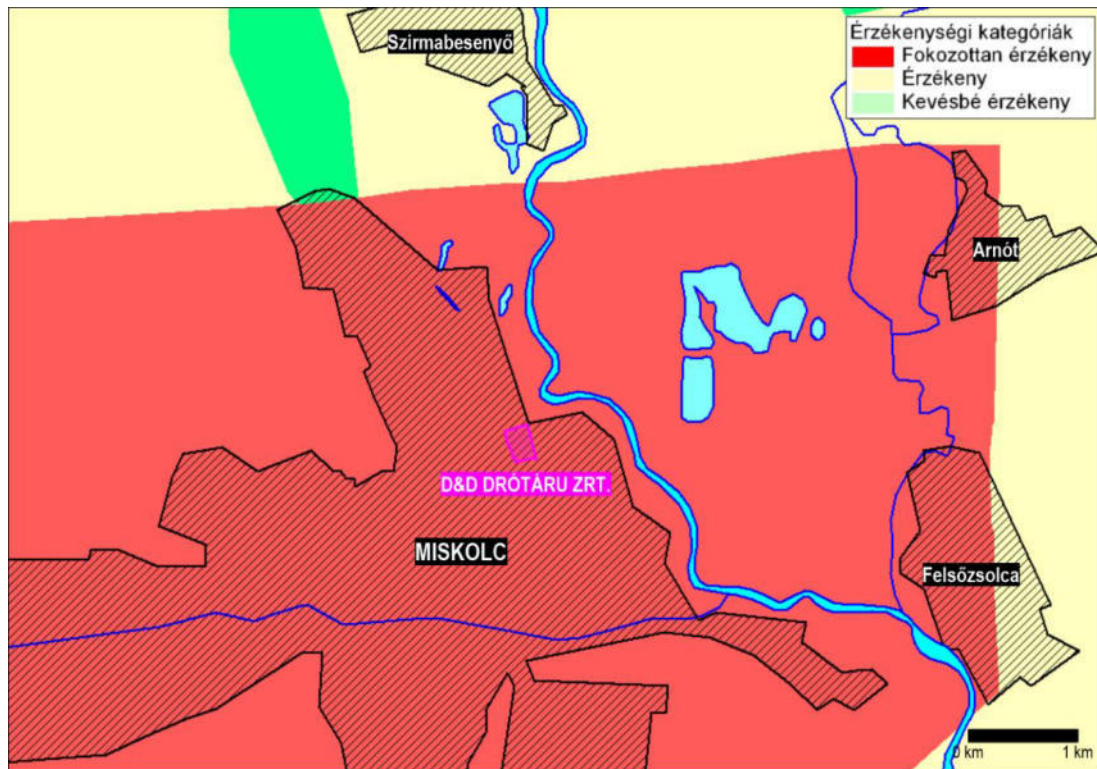 Szirmabesenyő
Érzékenységi kategóriák
Fokozottan érzékeny
Érzékeny
Kevésbé érzékeny
Arnót
D&D DRÓTÁRU ZRT.
MISKOLC
Felsőzsolca
0 km 1 km